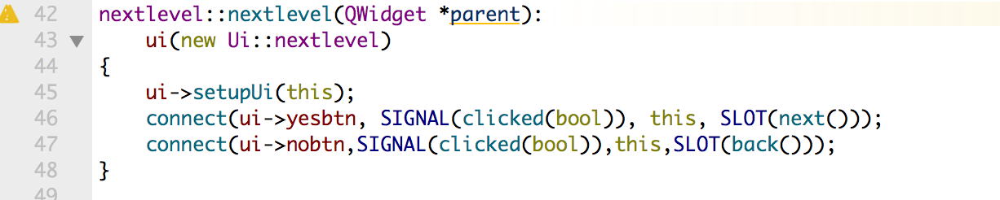 42 nextlevel::nextlevel(QWidget *parent):
43 ui(new Ui::nextlevel)
44 {
45 ui->setupUi(this);
46 connect(ui->yesbtn, SIGNAL(clicked(bool)), this, SLOT(next()));
47 connect(ui->nobtn,SIGNAL(clicked(bool)),this,SLOT(back()));
48 }
49